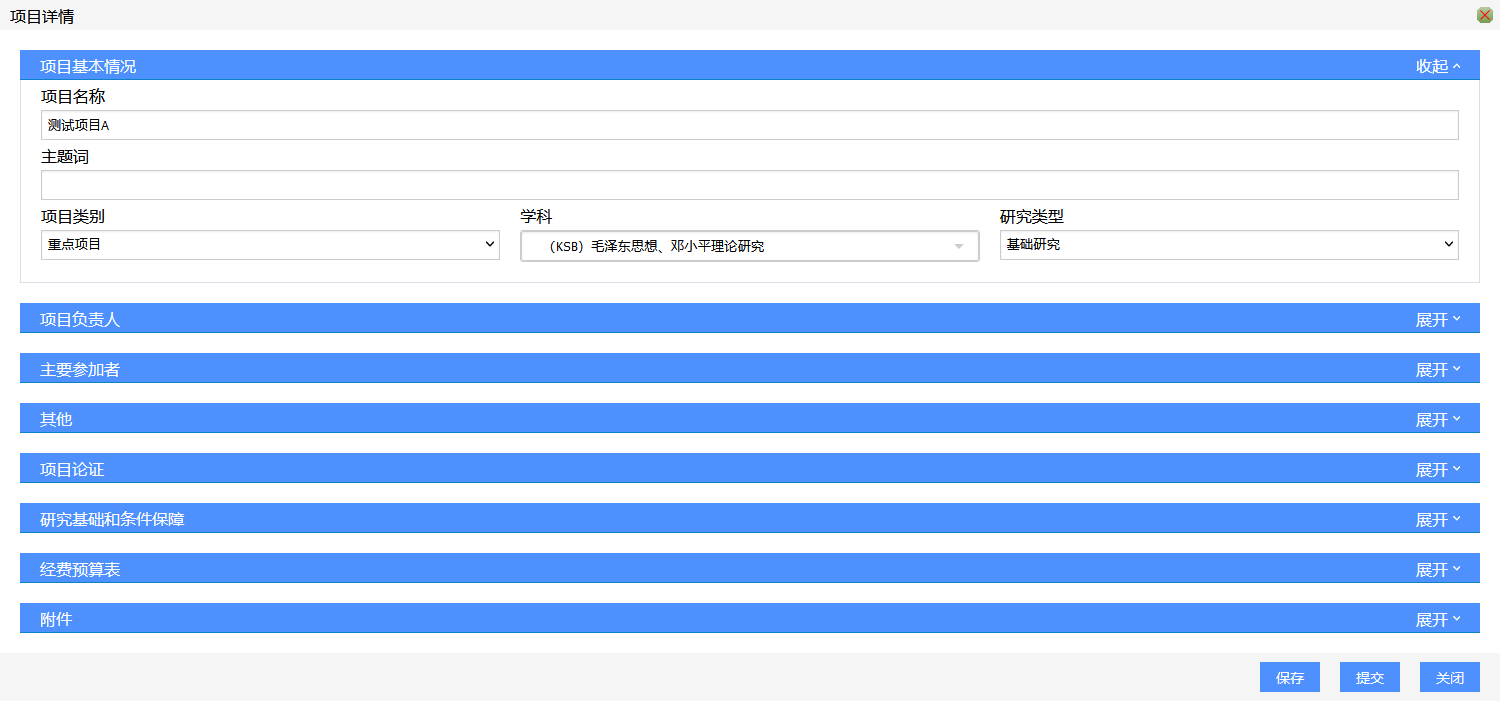 项目详情
项目基本情况 收起
项目名称
测试项目A
主题词
项目类别 学科 研究类型
重点项目 （KSB）毛泽东思想、邓小平理论研究 基础研究
项目负责人 展开
主要参加者 展开
其他 展开
项目论证 展开
研究基础和条件保障 展开
经费预算表 展开
附件 展开
保存 提交 关闭